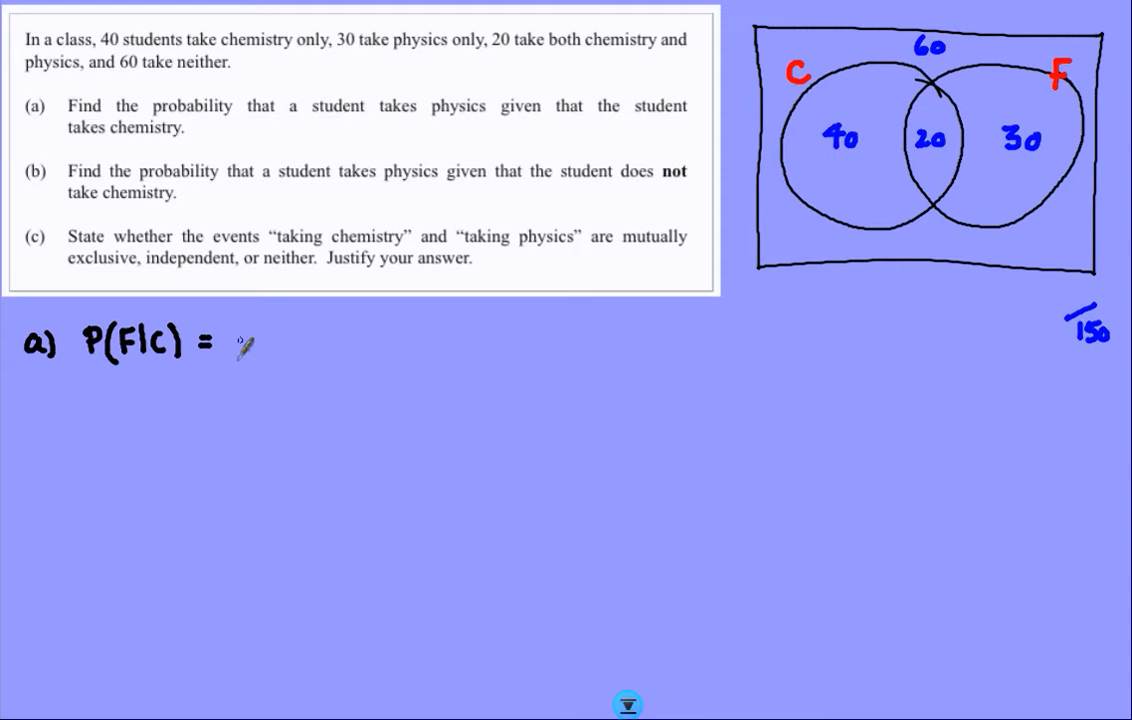 In a class, 40 students take chemistry only, 30 take physics only, 20 take both chemistry and
physics, and 60 take neither.
(a) Find the probability that a student takes physics given that the student
takes chemistry.
(b) Find the probability that a student takes physics given that the student does not
take chemistry.
(c) State whether the events “taking chemistry” and “taking physics” are mutually
exclusive, independent, or neither. Justify your answer.
60
C F
40 20 30
150
a) P(F|C) =